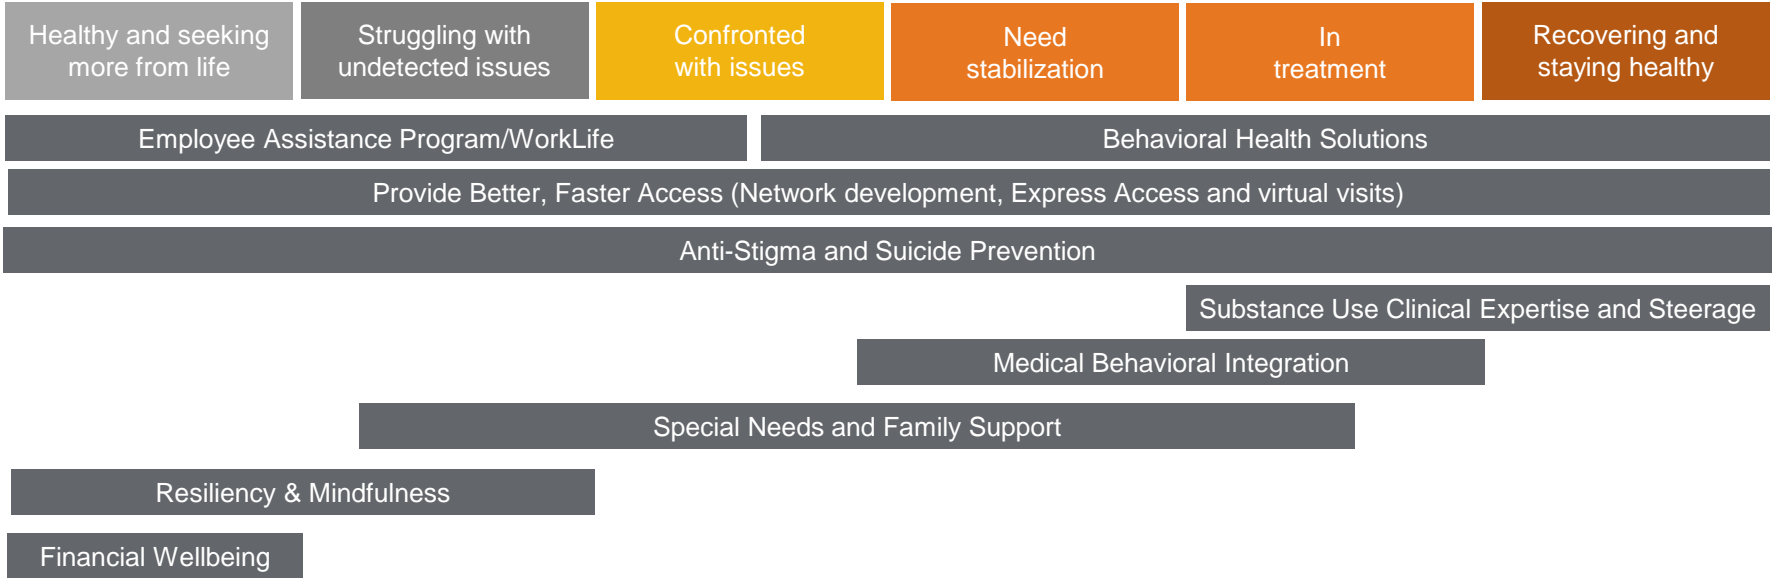 Healthy and seeking
more from life
Struggling with
undetected issues
Confronted
with issues
Need
stabilization
In
treatment
Recovering and
staying healthy
Employee Assistance Program/WorkLife
Behavioral Health Solutions
Provide Better, Faster Access (Network development, Express Access and virtual visits)
Anti-Stigma and Suicide Prevention
Substance Use Clinical Expertise and Steerage
Medical Behavioral Integration
Special Needs and Family Support
Resiliency & Mindfulness
Financial Wellbeing